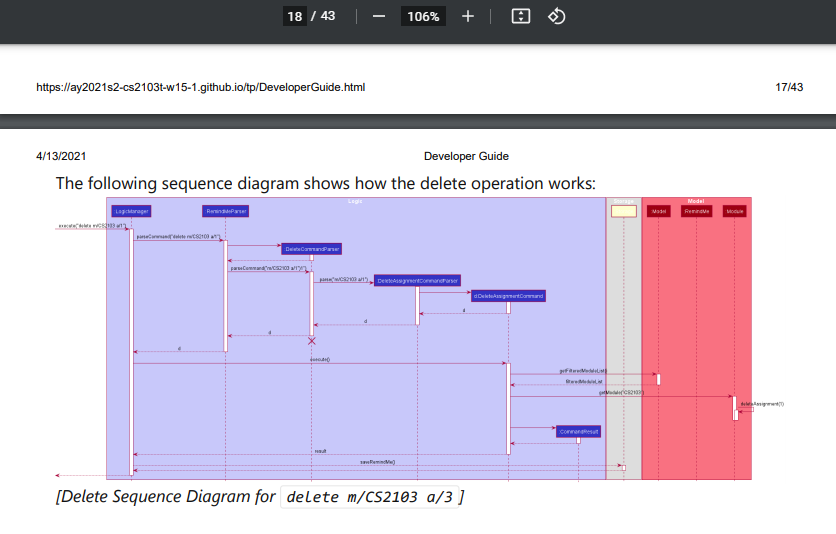 18 / 43
106%
https://ay2021s2-cs2103t-w15-1.github.io/tp/DeveloperGuide.html
17/43
4/13/2021
Developer Guide
The following sequence diagram shows how the delete operation works:
Logic
Storage
Model
:LogicManager
:RemindMeParser
:Model
:RemindMe
:Module
execute("delete m/CS2103 a/1")
parseCommand("delete m/CS2103 a/1")
:DeleteCommandParser
parseCommand("m/CS2103 a/1")
parse("m/CS2103 a/1")
:DeleteAssignmentCommandParser
d:DeleteAssignmentCommand
d
d
d
d
execute()
getFilteredModuleList()
filteredModuleList
getModule("CS2103")
deleteAssignment(1)
:CommandResult
result
saveRemindMe()
[Delete Sequence Diagram for delete m/CS2103 a/3 ]